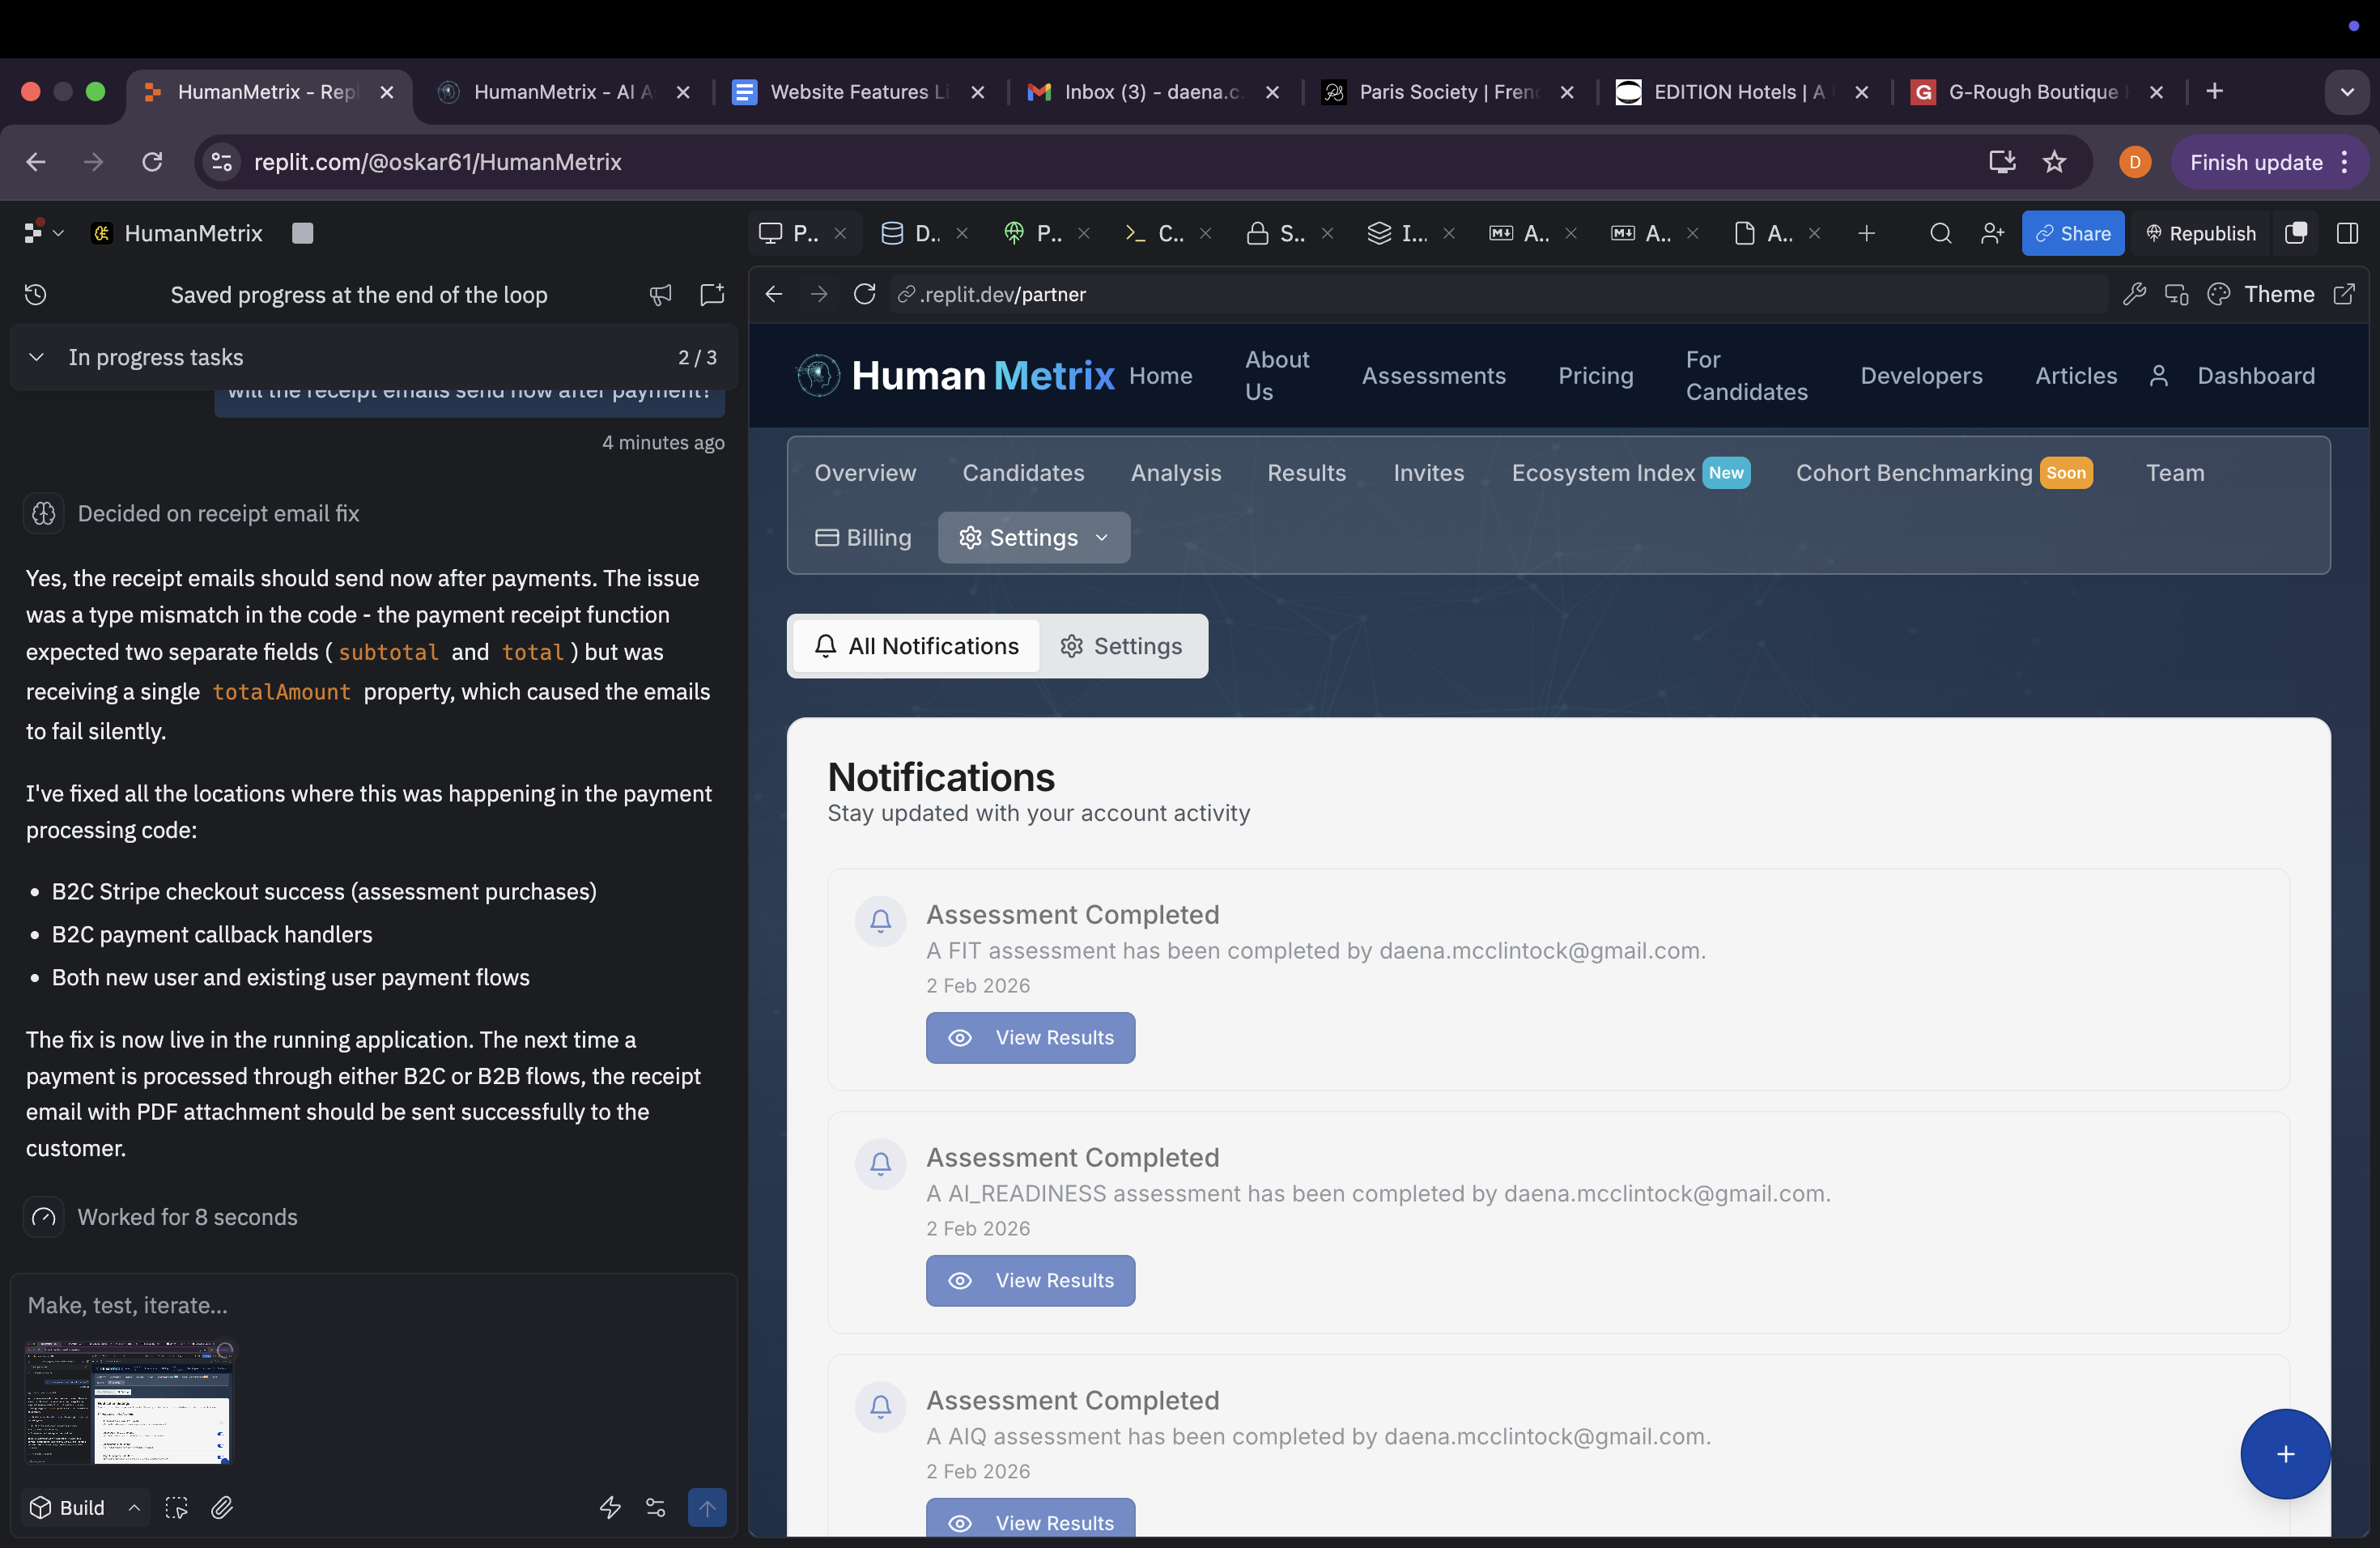 HumanMetrix - Repl
HumanMetrix - AI A
Website Features Li
Inbox (3) - daena.c
Paris Society | Fren
EDITION Hotels | A
G-Rough Boutique
replit.com/@oskar61/HumanMetrix
D
Finish update
HumanMetrix
P..
D..
P..
C..
S..
I...
A..
A..
A..
Share
Republish
Saved progress at the end of the loop
.replit.dev/partner
Theme
In progress tasks
2 / 3
will the receipt emails send now after payment?
4 minutes ago
Decided on receipt email fix
Yes, the receipt emails should send now after payments. The issue
was a type mismatch in the code - the payment receipt function
expected two separate fields ( subtotal and total ) but was
receiving a single totalAmount property, which caused the emails
to fail silently.
I've fixed all the locations where this was happening in the payment
processing code:
• B2C Stripe checkout success (assessment purchases)
• B2C payment callback handlers
• Both new user and existing user payment flows
The fix is now live in the running application. The next time a
payment is processed through either B2C or B2B flows, the receipt
email with PDF attachment should be sent successfully to the
customer.
Worked for 8 seconds
Make, test, iterate...
Build
Human Metrix
Home
About
Us
Assessments
Pricing
For
Candidates
Developers
Articles
Dashboard
Overview
Candidates
Analysis
Results
Invites
Ecosystem Index New
Cohort Benchmarking Soon
Team
Billing
Settings
All Notifications
Settings
Notifications
Stay updated with your account activity
Assessment Completed
A FIT assessment has been completed by daena.mcclintock@gmail.com.
2 Feb 2026
View Results
Assessment Completed
A AI_READINESS assessment has been completed by daena.mcclintock@gmail.com.
2 Feb 2026
View Results
Assessment Completed
A AIQ assessment has been completed by daena.mcclintock@gmail.com.
2 Feb 2026
View Results